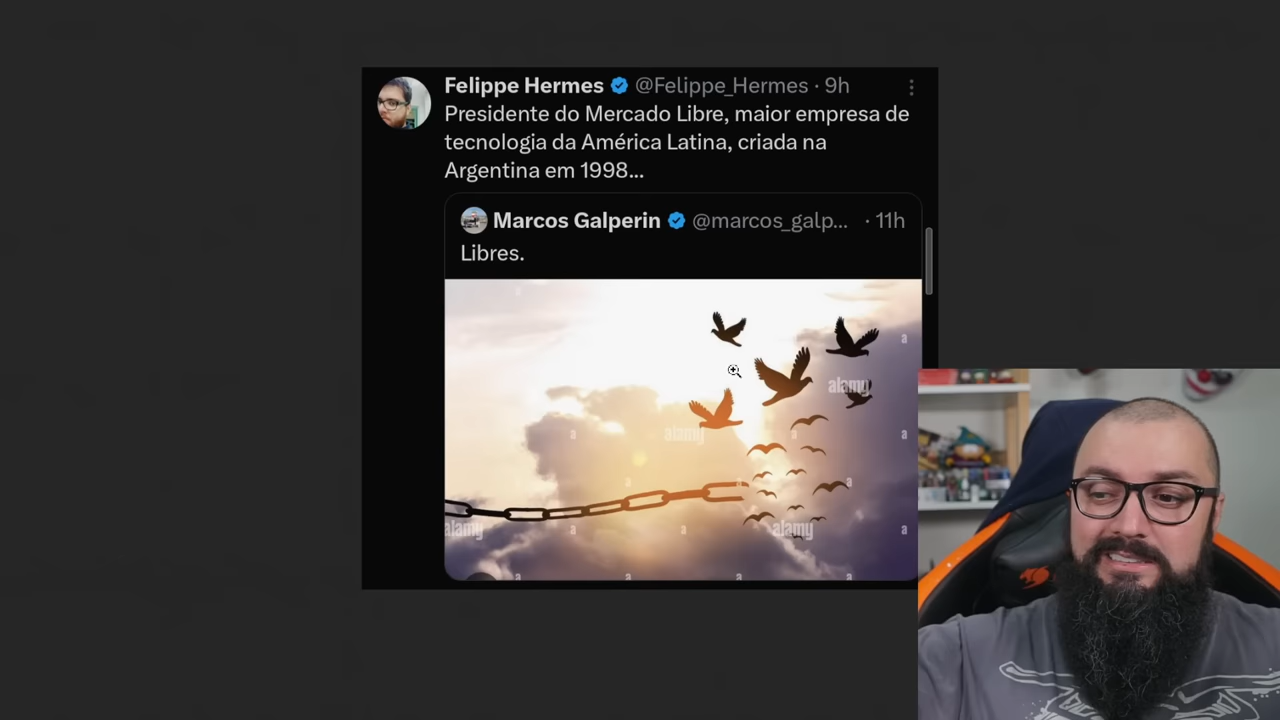 Felippe Hermes @Felippe_Hermes · 9h
Presidente do Mercado Libre, maior empresa de
tecnologia da América Latina, criada na
Argentina em 1998...
Marcos Galperin @marcos_galp... · 11h
Libres.
a
alamy
a
alamy
a
a
a
a
alamy
a
a
alamy
a
a
a
a
a